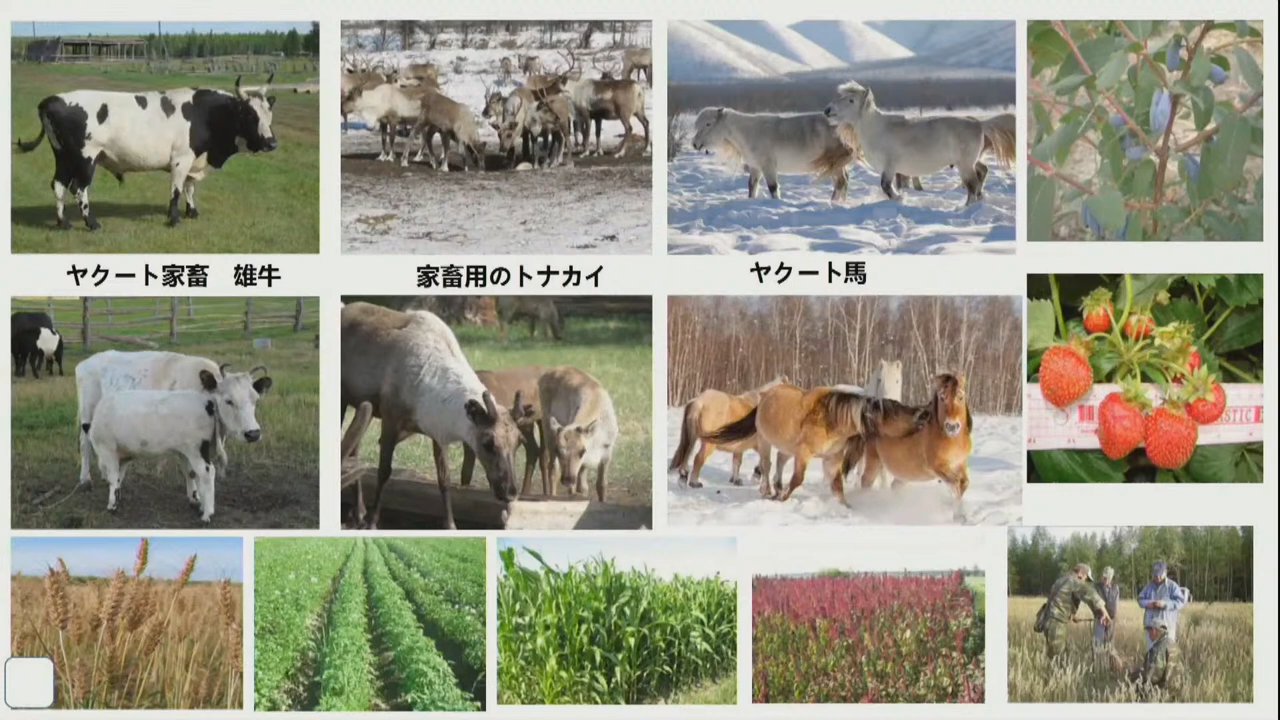 ヤクート家畜　雄牛
家畜用のトナカイ
ヤクート馬